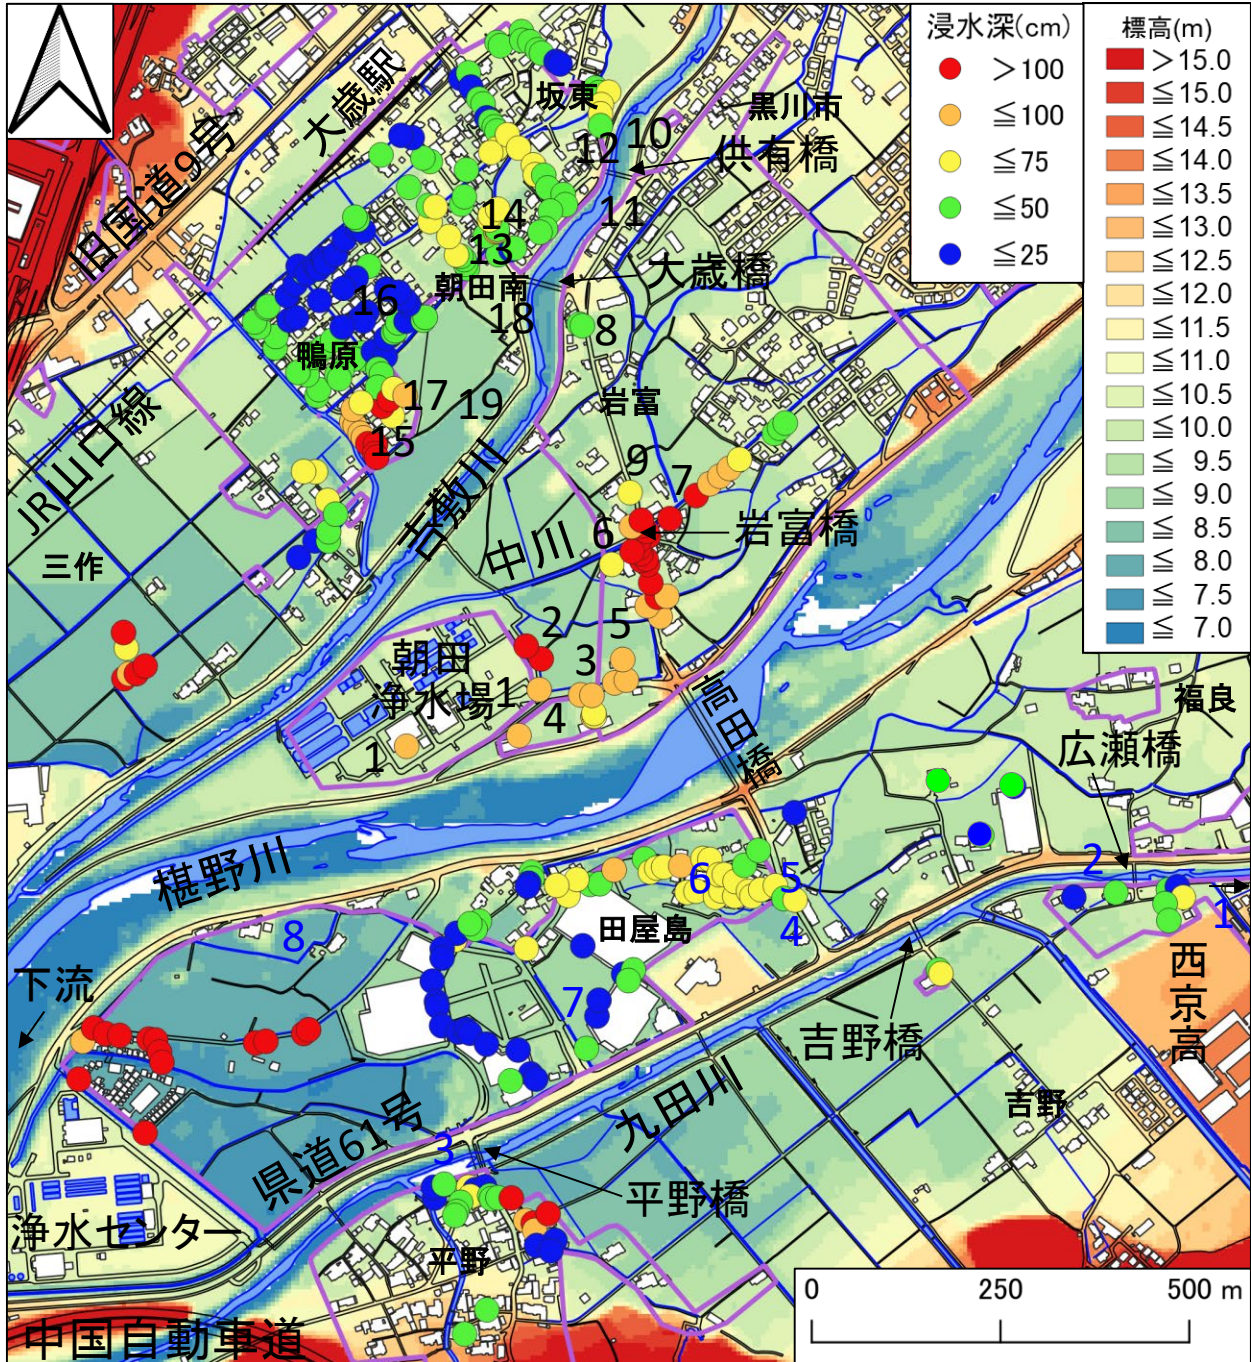 浸水深(cm)
＞100
≦100
≦75
≦50
≦25
標高(m)
＞15.0
≦15.0
≦14.5
≦14.0
≦13.5
≦13.0
≦12.5
≦12.0
≦11.5
≦11.0
≦10.5
≦10.0
≦ 9.5
≦ 9.0
≦ 8.5
≦ 8.0
≦ 7.5
≦ 7.0
大歳駅
坂東
黒川市
旧国道9号
12
10
供有橋
14
11
13
朝田南
大歳橋
16
18
8
鴨原
17
19
岩富
15
JR山口線
吉敷川
9
7
中川
6
岩富橋
三作
2
5
朝田
浄水場
3
1
4
1
高田橋
福良
広瀬橋
椹野川
2
6
5
1
8
田屋島
4
下流
7
西京高
吉野橋
九田川
吉野
県道61号
3
平野橋
浄水センター
平野
中国自動車道
0
250
500 m